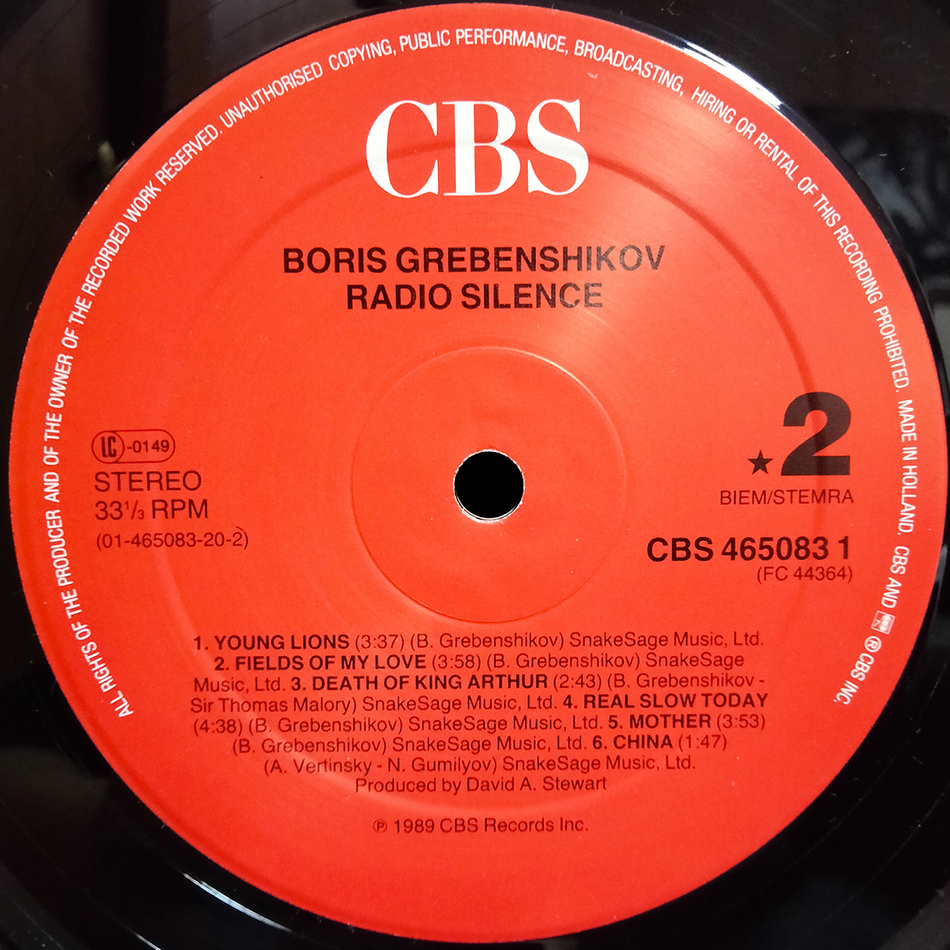 ALL RIGHTS OF THE PRODUCER AND OF THE OWNER OF THE RECORDED WORK RESERVED. UNAUTHORISED COPYING, PUBLIC PERFORMANCE, BROADCASTING, HIRING OR RENTAL OF THIS RECORDING PROHIBITED. MADE IN HOLLAND. CBS AND ® CBS INC.
CBS
BORIS GREBENSHIKOV
RADIO SILENCE
LC-0149
STEREO
33⅓ RPM
(01-465083-20-2)
★2
BIEM/STEMRA
CBS 465083 1
(FC 44364)
1. YOUNG LIONS (3:37) (B. Grebenshikov) SnakeSage Music, Ltd.
2. FIELDS OF MY LOVE (3:58) (B. Grebenshikov) SnakeSage
Music, Ltd. 3. DEATH OF KING ARTHUR (2:43) (B. Grebenshikov -
Sir Thomas Malory) SnakeSage Music, Ltd. 4. REAL SLOW TODAY
(4:38) (B. Grebenshikov) SnakeSage Music, Ltd. 5. MOTHER (3:53)
(B. Grebenshikov) SnakeSage Music, Ltd. 6. CHINA (1:47)
(A. Vertinsky - N. Gumilyov) SnakeSage Music, Ltd.
Produced by David A. Stewart
℗ 1989 CBS Records Inc.